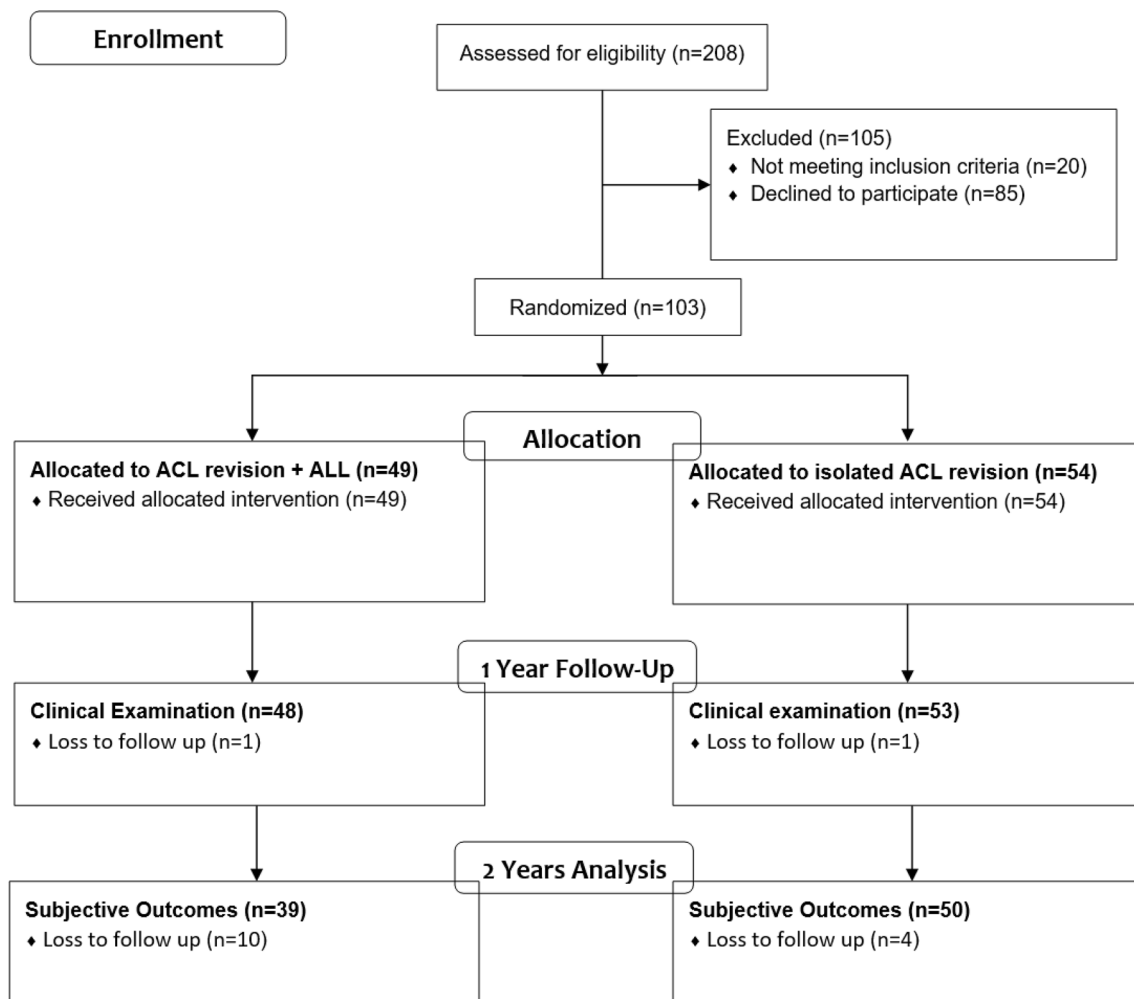 Enrollment
Assessed for eligibility (n=208)
Excluded (n=105)
♦ Not meeting inclusion criteria (n=20)
♦ Declined to participate (n=85)
Randomized (n=103)
Allocation
Allocated to ACL revision + ALL (n=49)
♦ Received allocated intervention (n=49)
Allocated to isolated ACL revision (n=54)
♦ Received allocated intervention (n=54)
1 Year Follow-Up
Clinical Examination (n=48)
♦ Loss to follow up (n=1)
Clinical examination (n=53)
♦ Loss to follow up (n=1)
2 Years Analysis
Subjective Outcomes (n=39)
♦ Loss to follow up (n=10)
Subjective Outcomes (n=50)
♦ Loss to follow up (n=4)